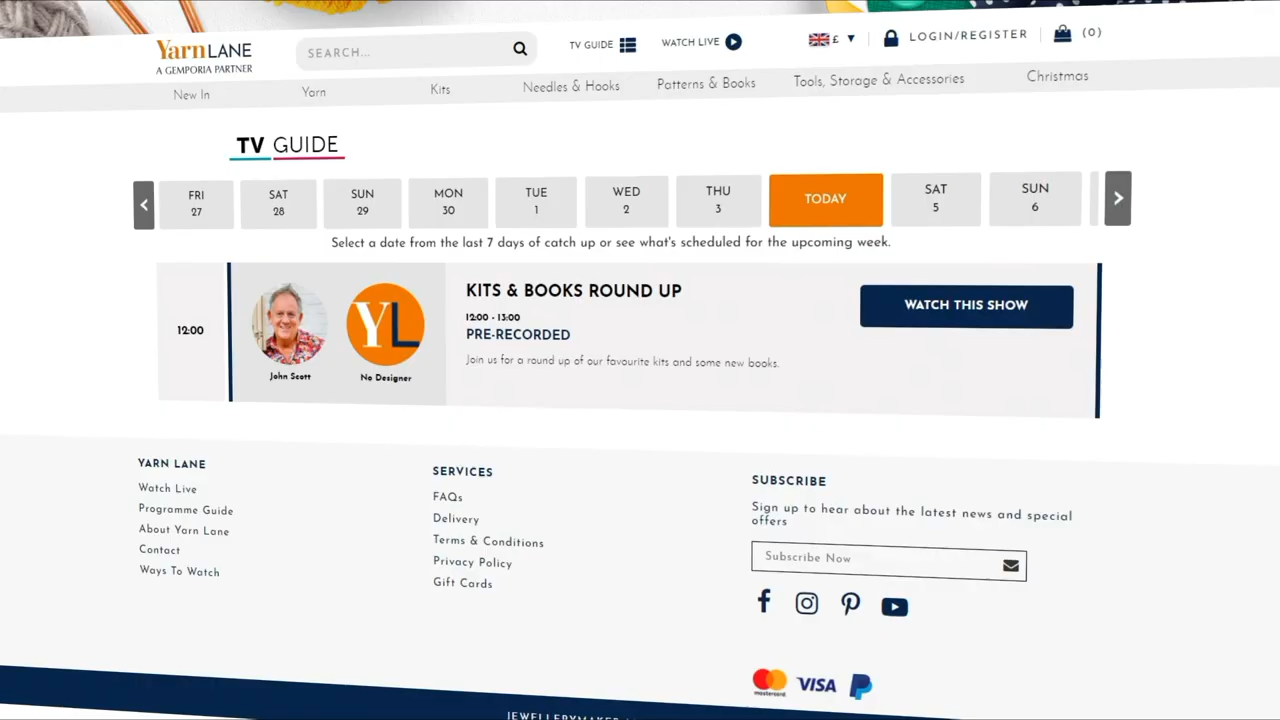 YarnLANE
A GEMPORIA PARTNER
SEARCH...
TV GUIDE
WATCH LIVE
£
LOGIN/REGISTER
(0)
New In
Yarn
Kits
Needles & Hooks
Patterns & Books
Tools, Storage & Accessories
Christmas
TV GUIDE
FRI
27
SAT
28
SUN
29
MON
30
TUE
1
WED
2
THU
3
TODAY
SAT
5
SUN
6
Select a date from the last 7 days of catch up or see what's scheduled for the upcoming week.
12:00
YL
John Scott
No Designer
KITS & BOOKS ROUND UP
12:00 - 13:00
PRE-RECORDED
Join us for a round up of our favourite kits and some new books.
WATCH THIS SHOW
YARN LANE
Watch Live
Programme Guide
About Yarn Lane
Contact
Ways To Watch
SERVICES
FAQs
Delivery
Terms & Conditions
Privacy Policy
Gift Cards
SUBSCRIBE
Sign up to hear about the latest news and special
offers
Subscribe Now
mastercard
VISA
JEWELLERYMAKER